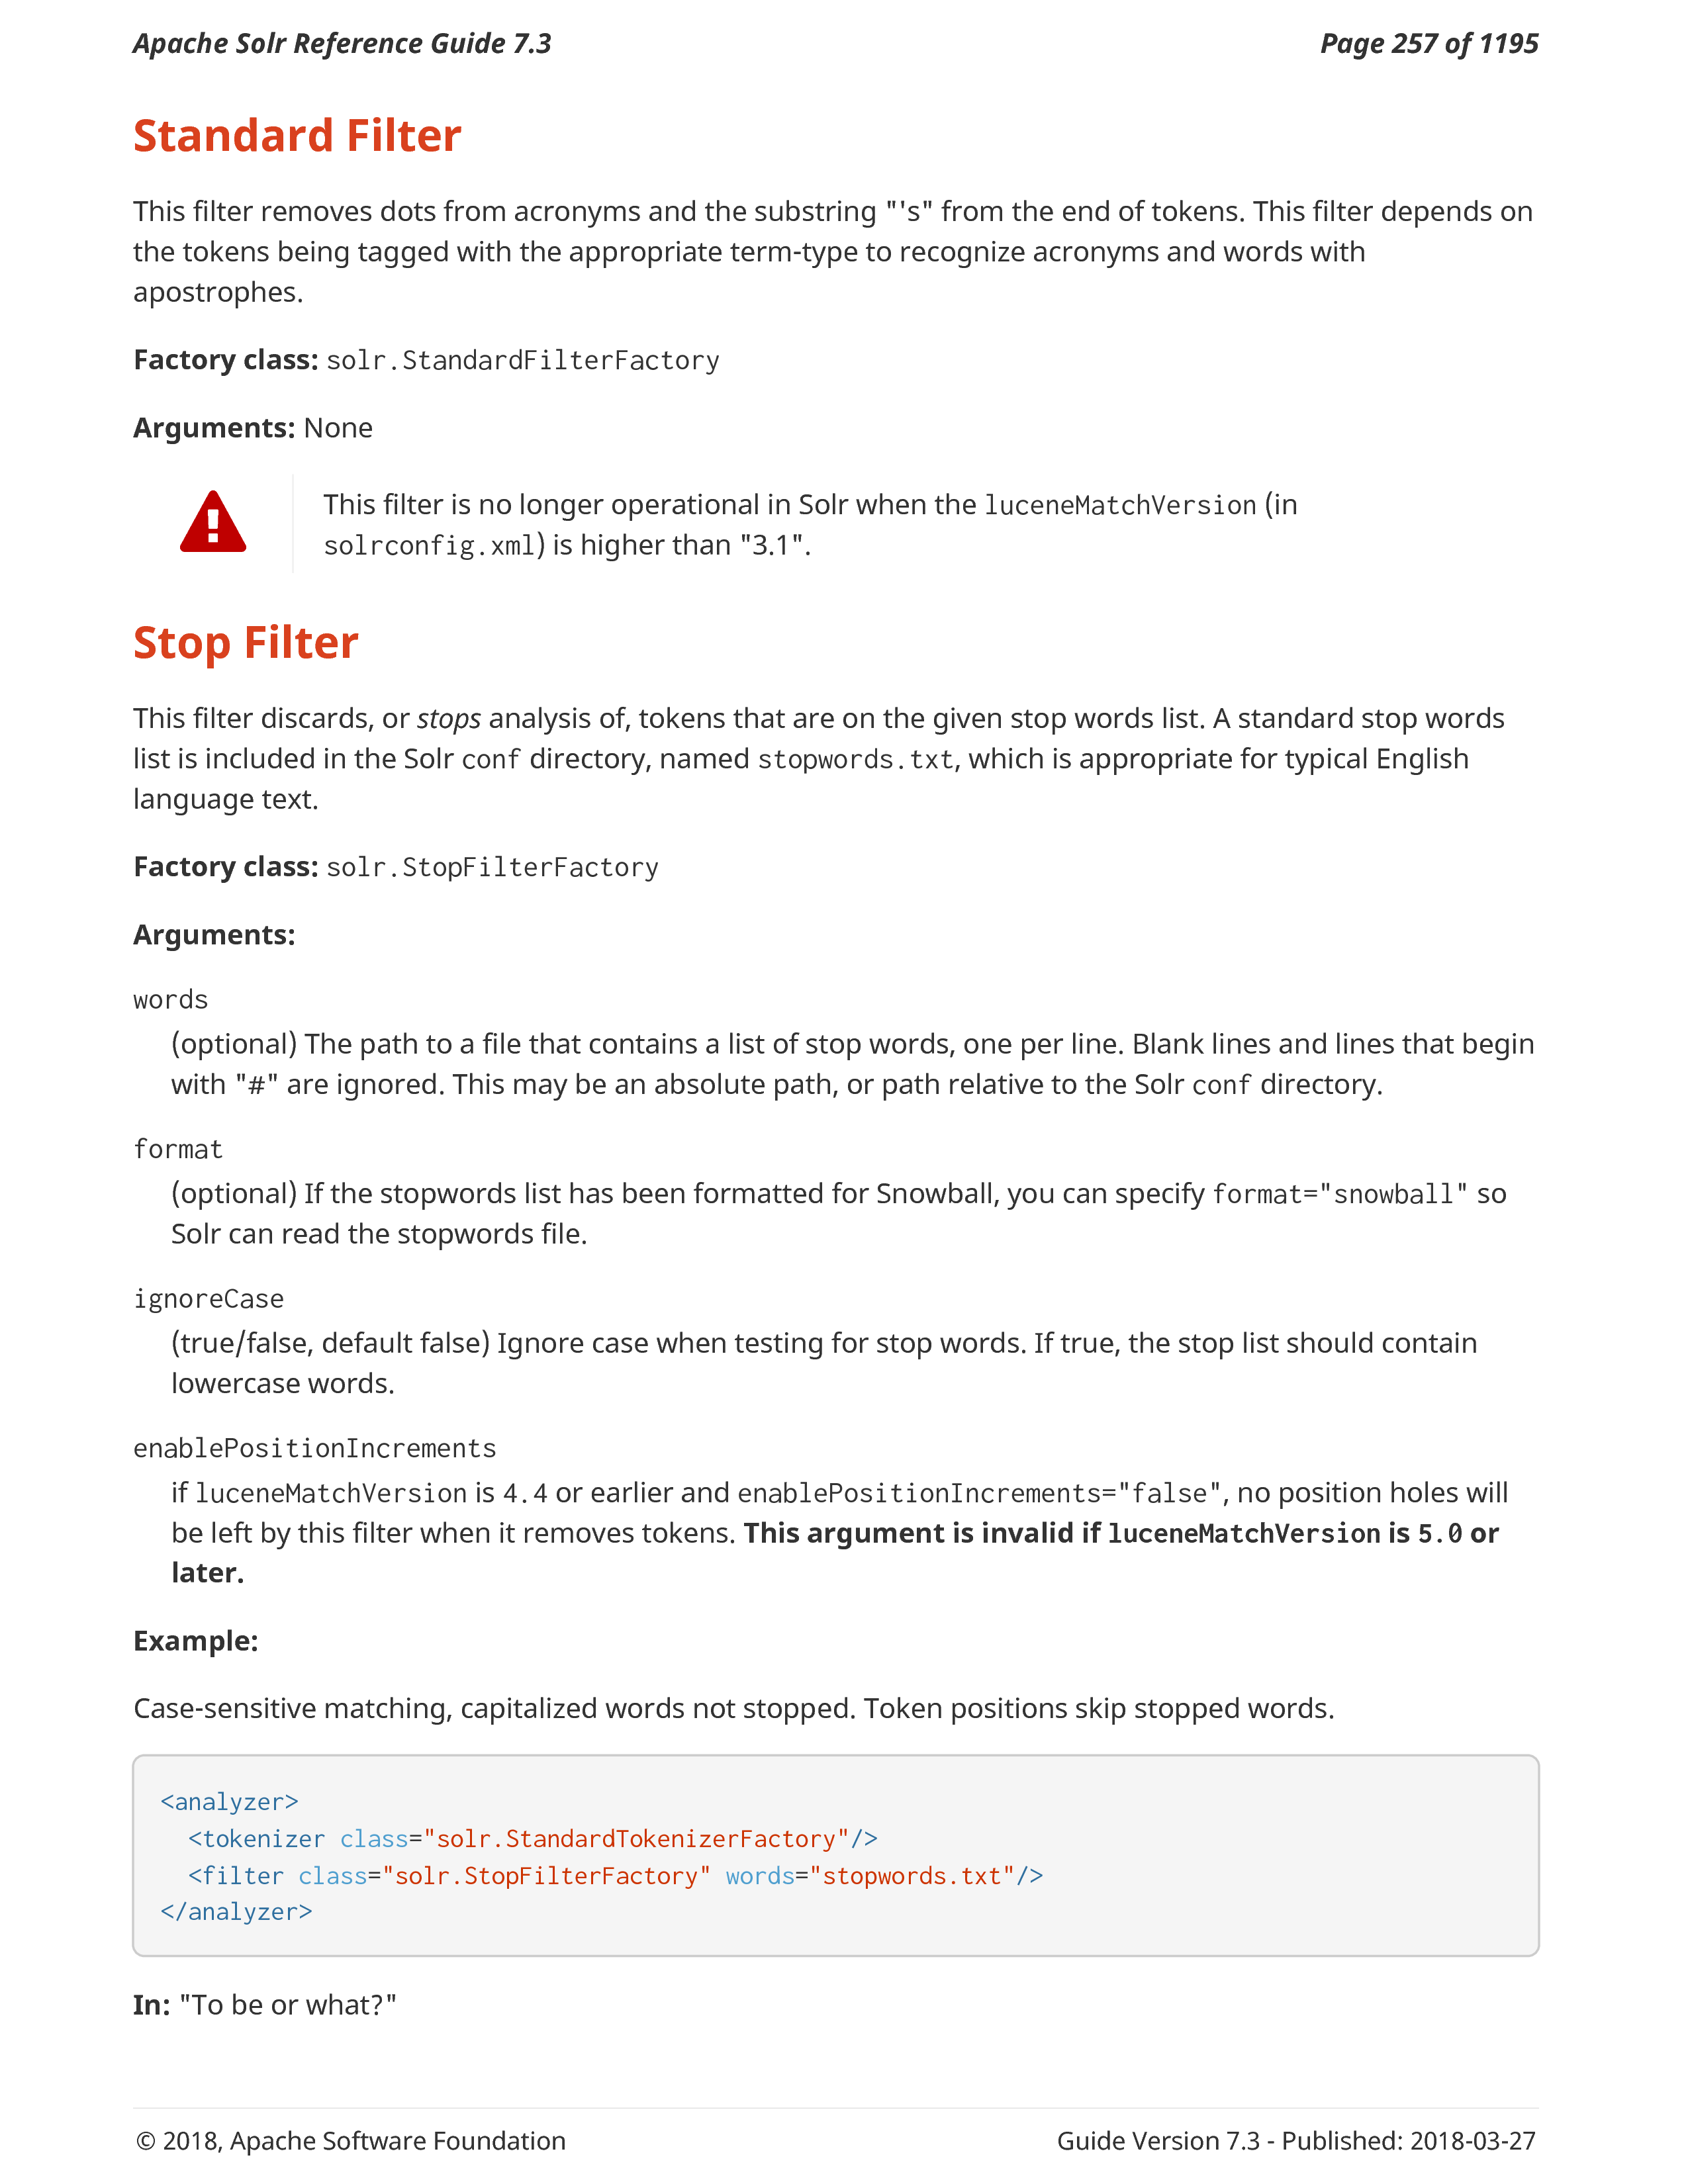 Apache Solr Reference Guide 7.3
Page 257 of 1195
Standard Filter
This filter removes dots from acronyms and the substring "'s" from the end of tokens. This filter depends on
the tokens being tagged with the appropriate term-type to recognize acronyms and words with
apostrophes.
Factory class: solr.StandardFilterFactory
Arguments: None
This filter is no longer operational in Solr when the luceneMatchVersion (in
solrconfig.xml) is higher than "3.1".
Stop Filter
This filter discards, or stops analysis of, tokens that are on the given stop words list. A standard stop words
list is included in the Solr conf directory, named stopwords.txt, which is appropriate for typical English
language text.
Factory class: solr.StopFilterFactory
Arguments:
words
(optional) The path to a file that contains a list of stop words, one per line. Blank lines and lines that begin
with "#" are ignored. This may be an absolute path, or path relative to the Solr conf directory.
format
(optional) If the stopwords list has been formatted for Snowball, you can specify format="snowball" so
Solr can read the stopwords file.
ignoreCase
(true/false, default false) Ignore case when testing for stop words. If true, the stop list should contain
lowercase words.
enablePositionIncrements
if luceneMatchVersion is 4.4 or earlier and enablePositionIncrements="false", no position holes will
be left by this filter when it removes tokens. This argument is invalid if luceneMatchVersion is 5.0 or
later.
Example:
Case-sensitive matching, capitalized words not stopped. Token positions skip stopped words.
<analyzer>
  <tokenizer class="solr.StandardTokenizerFactory"/>
  <filter class="solr.StopFilterFactory" words="stopwords.txt"/>
</analyzer>
In: "To be or what?"
© 2018, Apache Software Foundation
Guide Version 7.3 - Published: 2018-03-27